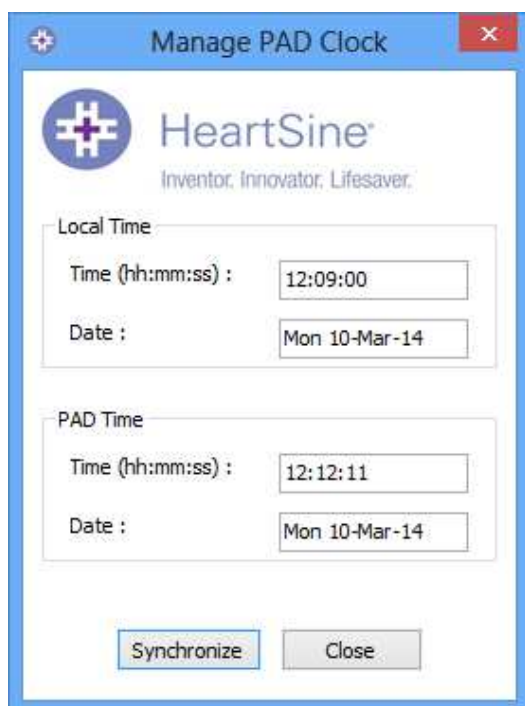 Manage PAD Clock
HeartSine
Inventor. Innovator. Lifesaver.
Local Time
Time (hh:mm:ss) : 12:09:00
Date : Mon 10-Mar-14
PAD Time
Time (hh:mm:ss) : 12:12:11
Date : Mon 10-Mar-14
Synchronize Close